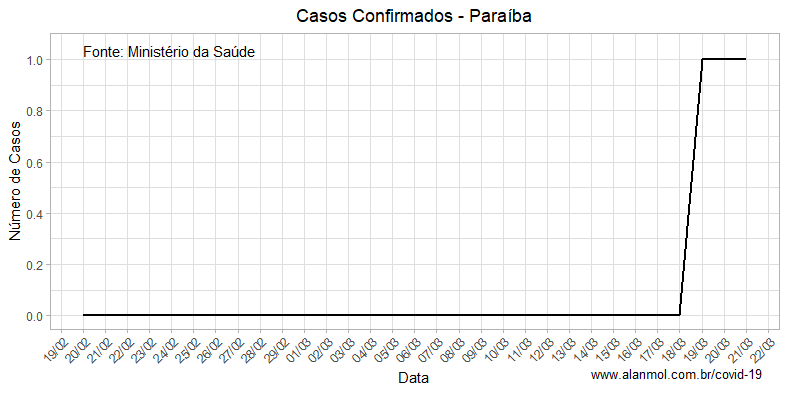 Casos Confirmados - Paraíba
Fonte: Ministério da Saúde
Número de Casos
1.0
0.8
0.6
0.4
0.2
0.0
19/02 20/02 21/02 22/02 23/02 24/02 25/02 26/02 27/02 28/02 29/02 01/03 02/03 03/03 04/03 05/03 06/03 07/03 08/03 09/03 10/03 11/03 12/03 13/03 14/03 15/03 16/03 17/03 18/03 19/03 20/03 21/03 22/03
Data
www.alanmol.com.br/covid-19